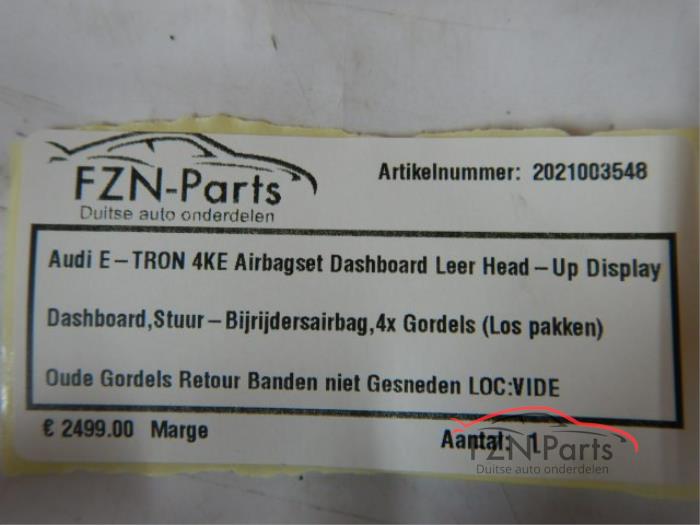 FZN-Parts
Duitse auto onderdelen
Artikelnummer: 2021003548
Audi E-TRON 4KE Airbagset Dashboard Leer Head-Up Display
Dashboard,Stuur-Bijrijdersairbag,4x Gordels (Los pakken)
Oude Gordels Retour Banden niet Gesneden LOC:VIDE
€ 2499.00 Marge
Aantal: 1
FZN-Parts
Duitse auto onderdelen